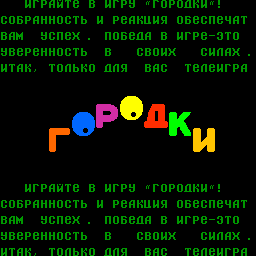 ИГРАЙТЕ В ИГРУ «ГОРОДКИ»!
СОБРАННОСТЬ И РЕАКЦИЯ ОБЕСПЕЧАТ
ВАМ УСПЕХ. ПОБЕДА В ИГРЕ-ЭТО
УВЕРЕННОСТЬ В СВОИХ СИЛАХ.
ИТАК, ТОЛЬКО ДЛЯ ВАС ТЕЛЕИГРА
ГОРОДКИ
ИГРАЙТЕ В ИГРУ «ГОРОДКИ»!
СОБРАННОСТЬ И РЕАКЦИЯ ОБЕСПЕЧАТ
ВАМ УСПЕХ. ПОБЕДА В ИГРЕ-ЭТО
УВЕРЕННОСТЬ В СВОИХ СИЛАХ.
ИТАК, ТОЛЬКО ДЛЯ ВАС ТЕЛЕИГРА